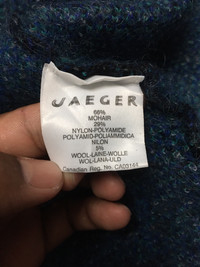 JAEGER
66%
MOHAIR
29%
NYLON-POLYAMIDE
POLYAMID-POLIAMMIDICA
NILON
5%
WOOL-LAINE-WOLLE
WOL-LANA-ULD
Canadian Reg. No. CA03144